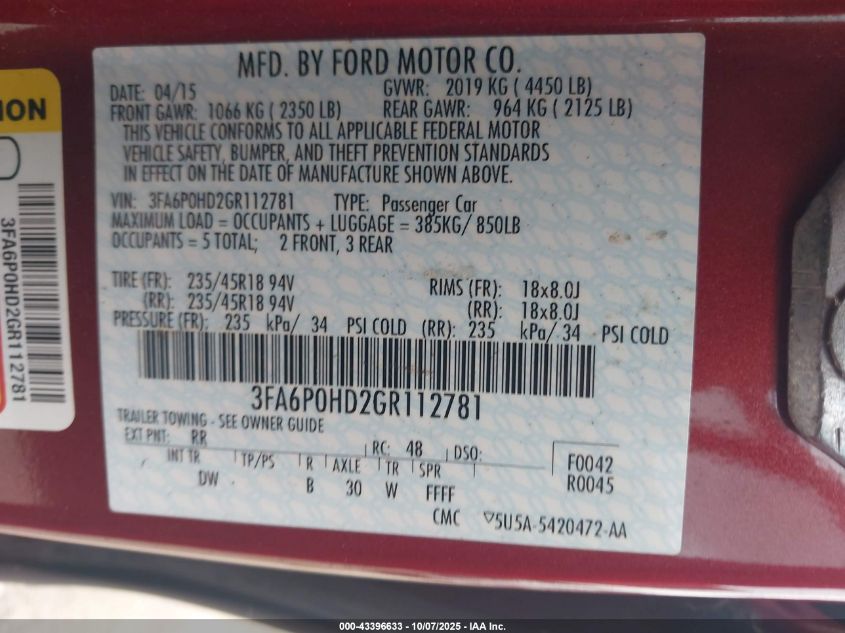 MFD. BY FORD MOTOR CO.
DATE: 04/15 GVWR: 2019 KG ( 4450 LB)
FRONT GAWR: 1066 KG ( 2350 LB) REAR GAWR: 964 KG ( 2125 LB)
THIS VEHICLE CONFORMS TO ALL APPLICABLE FEDERAL MOTOR
VEHICLE SAFETY, BUMPER, AND THEFT PREVENTION STANDARDS
IN EFFECT ON THE DATE OF MANUFACTURE SHOWN ABOVE.
VIN: 3FA6P0HD2GR112781 TYPE: Passenger Car
MAXIMUM LOAD = OCCUPANTS + LUGGAGE = 385KG/ 850LB
OCCUPANTS = 5 TOTAL; 2 FRONT, 3 REAR
TIRE (FR): 235/45R18 94V RIMS (FR): 18x8.0J
(RR): 235/45R18 94V (RR): 18x8.0J
PRESSURE (FR): 235 kPa/ 34 PSI COLD (RR): 235 kPa/ 34 PSI COLD
3FA6P0HD2GR112781
TRAILER TOWING - SEE OWNER GUIDE
EXT PNT: RR RC: 48 DSO: F0042
INT TR TP/PS R AXLE TR SPR R0045
DW B 30 W FFFF
CMC ▽5U5A-5420472-AA
ION
3FA6P0HD2GR112781
000-43396633 | 10/07/2025 | IAA Inc.